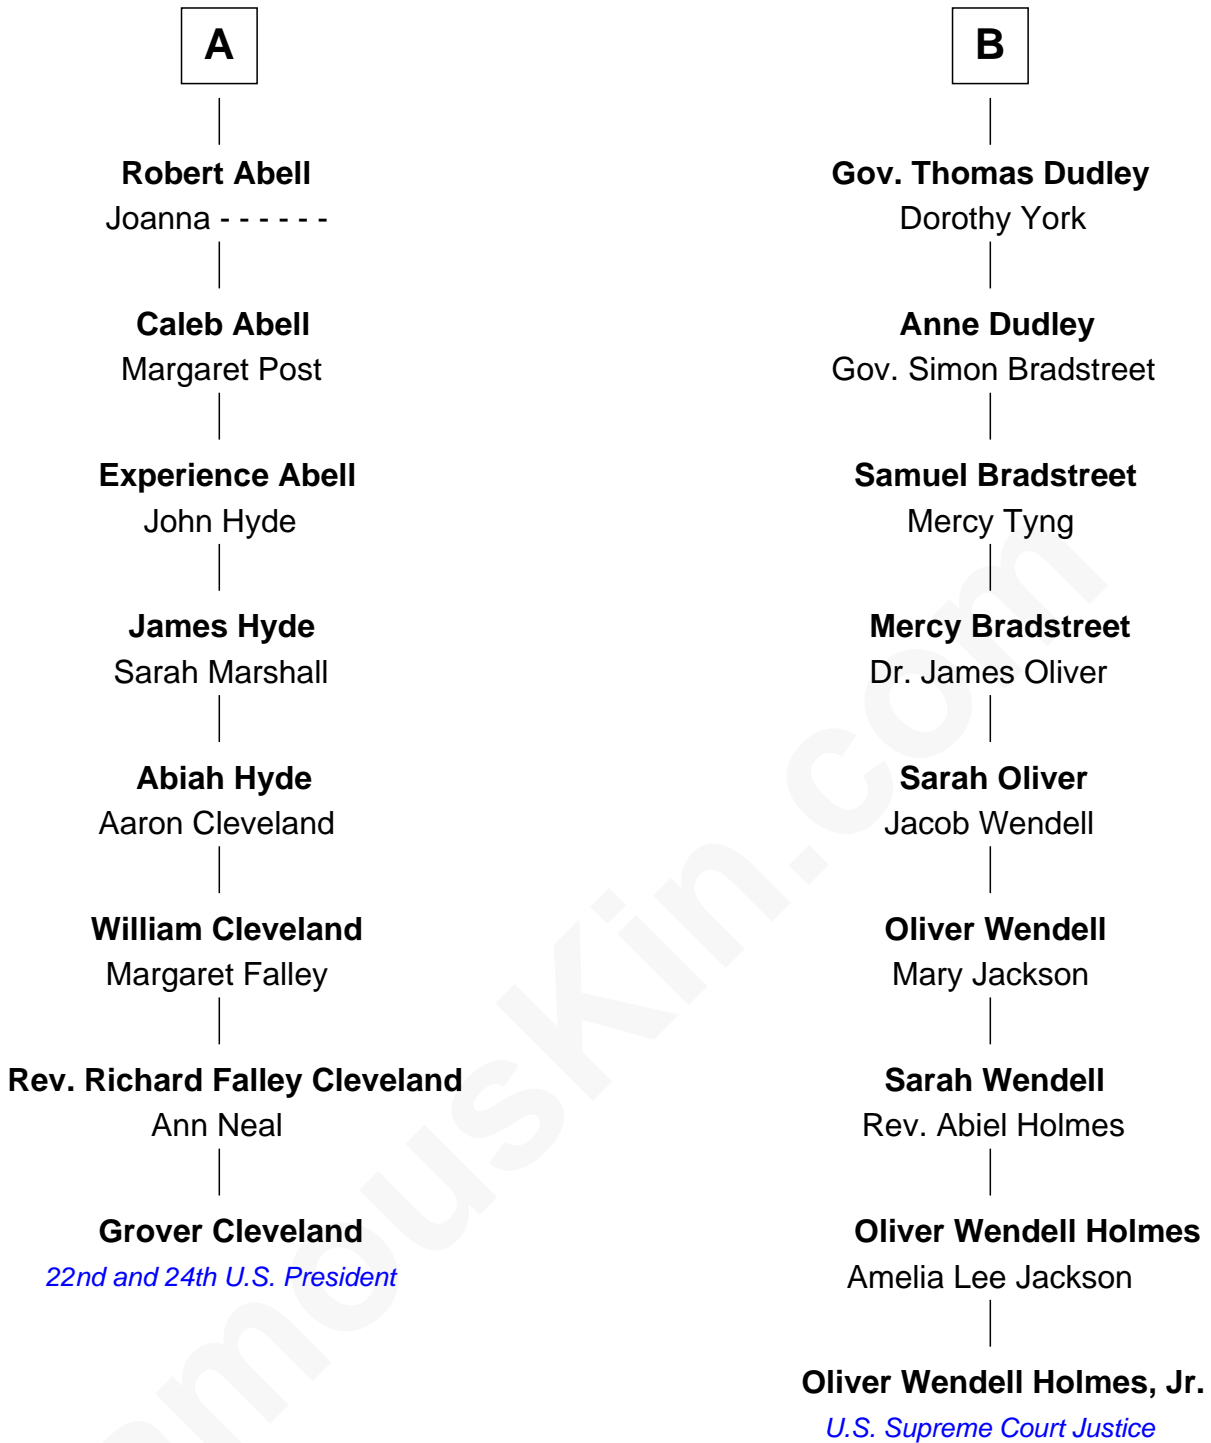 A
Robert Abell
Joanna - - - - - -
Caleb Abell
Margaret Post
Experience Abell
John Hyde
James Hyde
Sarah Marshall
Abiah Hyde
Aaron Cleveland
William Cleveland
Margaret Falley
Rev. Richard Falley Cleveland
Ann Neal
Grover Cleveland
22nd and 24th U.S. President
B
Gov. Thomas Dudley
Dorothy York
Anne Dudley
Gov. Simon Bradstreet
Samuel Bradstreet
Mercy Tyng
Mercy Bradstreet
Dr. James Oliver
Sarah Oliver
Jacob Wendell
Oliver Wendell
Mary Jackson
Sarah Wendell
Rev. Abiel Holmes
Oliver Wendell Holmes
Amelia Lee Jackson
Oliver Wendell Holmes, Jr.
U.S. Supreme Court Justice
amousKin.com